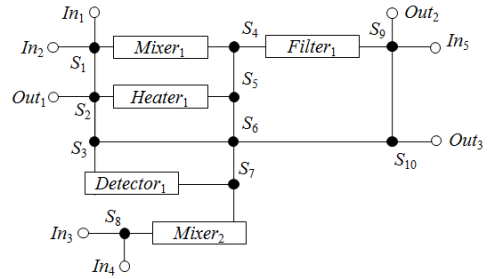 In₁ Out₂
In₂ S₁ Mixer₁ S₄ Filter₁ S₉ In₅
Out₁ S₂ Heater₁ S₅
S₃ S₆ S₁₀ Out₃
Detector₁ S₇
In₃ S₈ Mixer₂
In₄